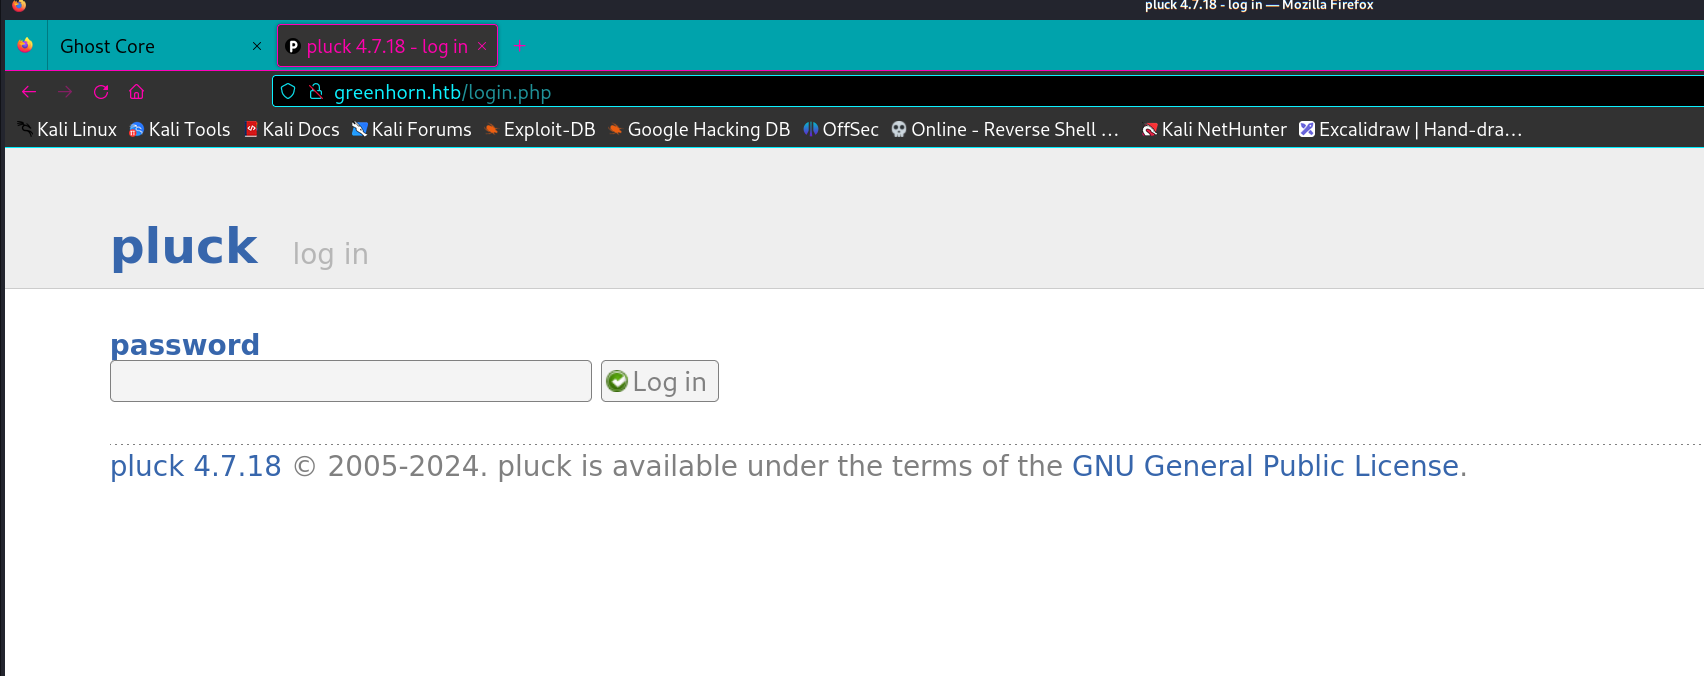 pluck 4.7.18 - log in — Mozilla Firefox
Ghost Core
P pluck 4.7.18 - log in
greenhorn.htb/login.php
Kali Linux Kali Tools Kali Docs Kali Forums Exploit-DB Google Hacking DB OffSec Online - Reverse Shell … Kali NetHunter Excalidraw | Hand-dra…
pluck log in
password
Log in
pluck 4.7.18 © 2005-2024. pluck is available under the terms of the GNU General Public License.